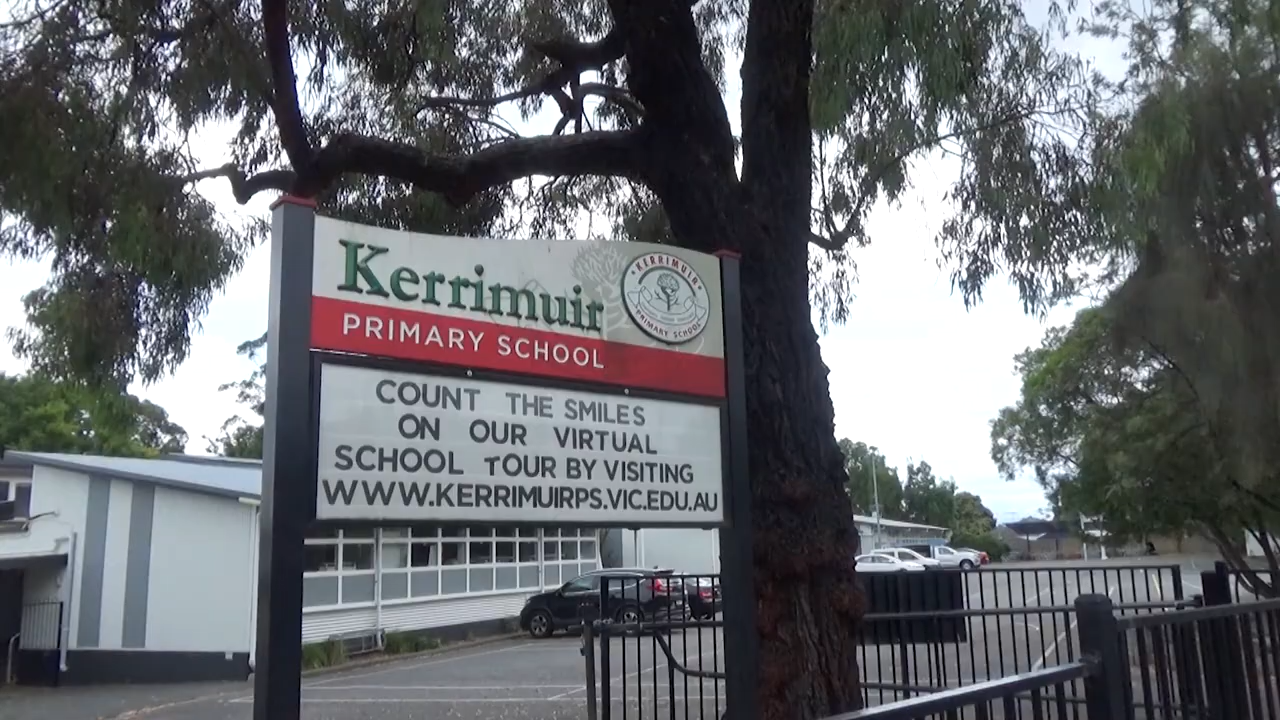 Kerrimuir
PRIMARY SCHOOL
KERRIMUIR
PRIMARY SCHOOL
COUNT THE SMILES
ON OUR VIRTUAL
SCHOOL TOUR BY VISITING
WWW.KERRIMUIRPS.VIC.EDU.AU